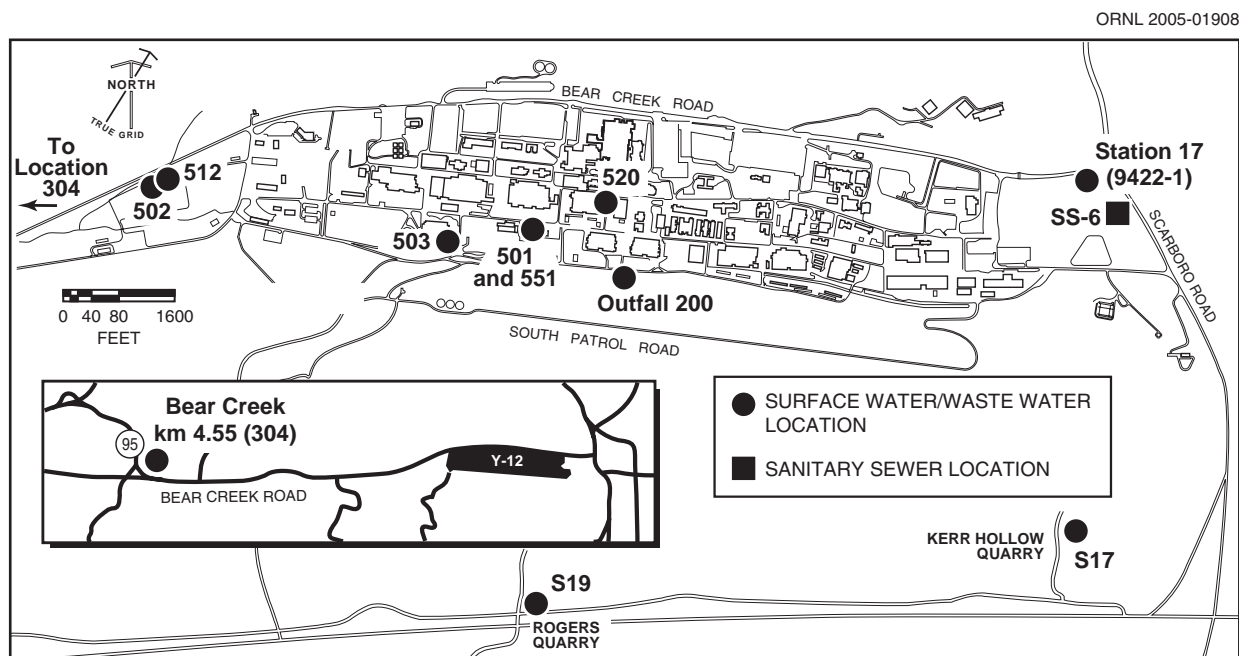 ORNL 2005-01908
NORTH
TRUE GRID
BEAR CREEK ROAD
To
Location
304
512
502
520
Station 17
(9422-1)
SS-6
SCARBORO ROAD
503
501
and 551
Outfall 200
0 40 80 1600
FEET
SOUTH PATROL ROAD
Bear Creek
km 4.55 (304)
95
Y-12
BEAR CREEK ROAD
SURFACE WATER/WASTE WATER
LOCATION
SANITARY SEWER LOCATION
KERR HOLLOW
QUARRY
S17
S19
ROGERS
QUARRY